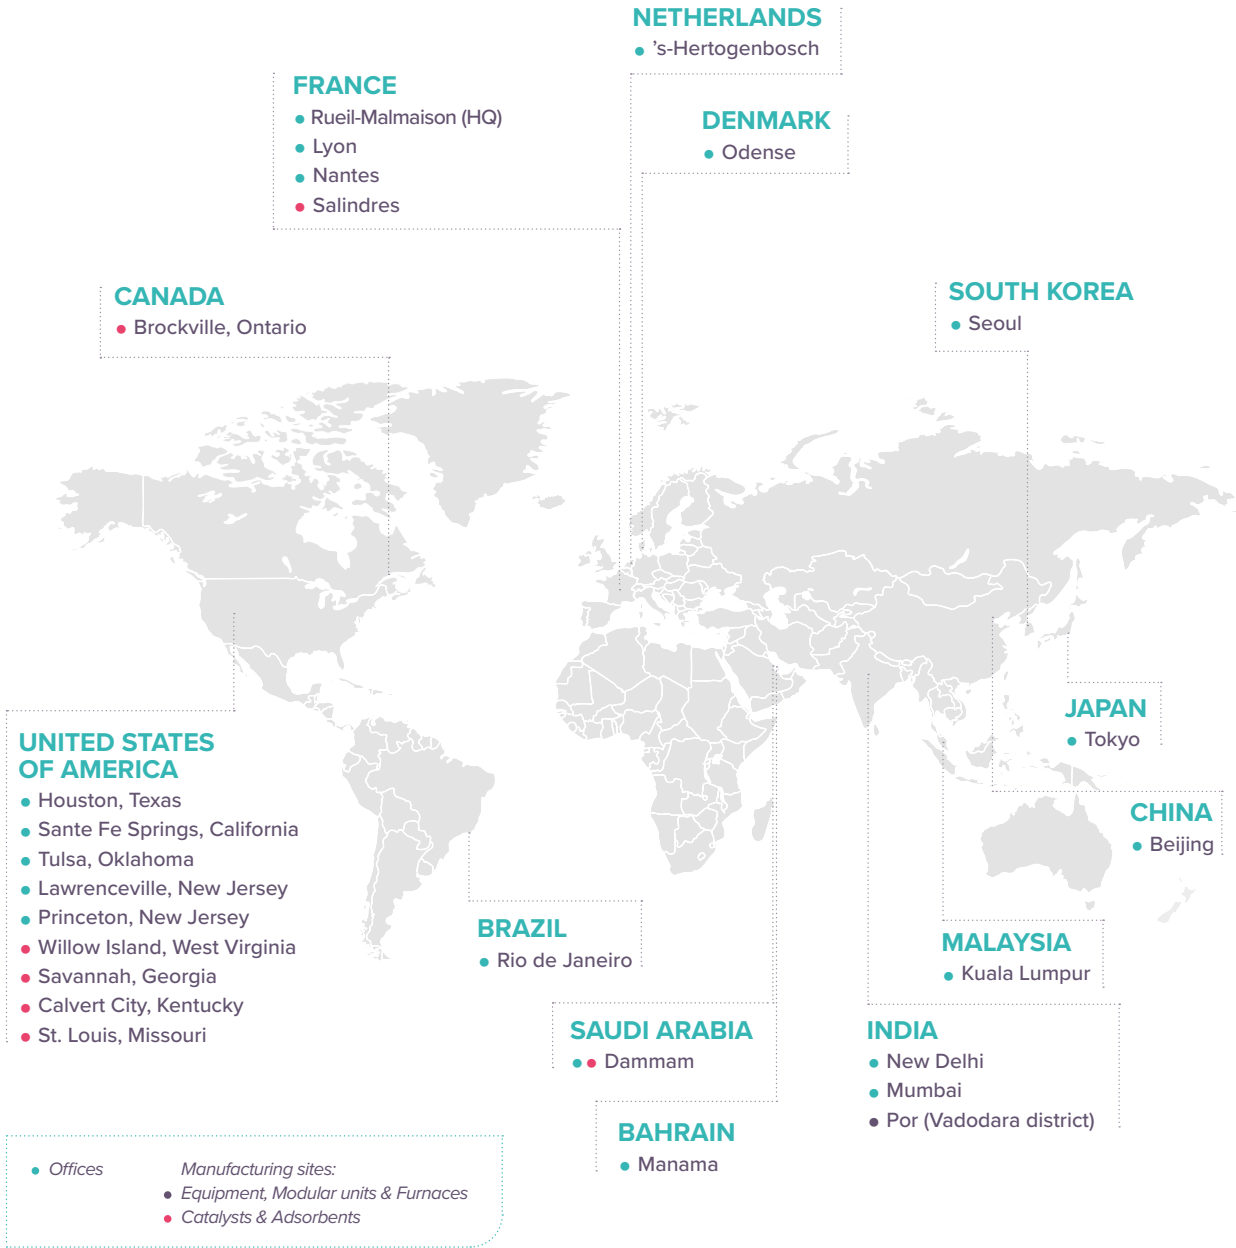 NETHERLANDS
’s-Hertogenbosch
FRANCE
Rueil-Malmaison (HQ)
Lyon
Nantes
Salindres
DENMARK
Odense
CANADA
Brockville, Ontario
SOUTH KOREA
Seoul
JAPAN
Tokyo
UNITED STATES
OF AMERICA
Houston, Texas
Sante Fe Springs, California
Tulsa, Oklahoma
Lawrenceville, New Jersey
Princeton, New Jersey
Willow Island, West Virginia
Savannah, Georgia
Calvert City, Kentucky
St. Louis, Missouri
CHINA
Beijing
BRAZIL
Rio de Janeiro
MALAYSIA
Kuala Lumpur
SAUDI ARABIA
Dammam
INDIA
New Delhi
Mumbai
Por (Vadodara district)
BAHRAIN
Manama
Offices
Manufacturing sites:
Equipment, Modular units & Furnaces
Catalysts & Adsorbents